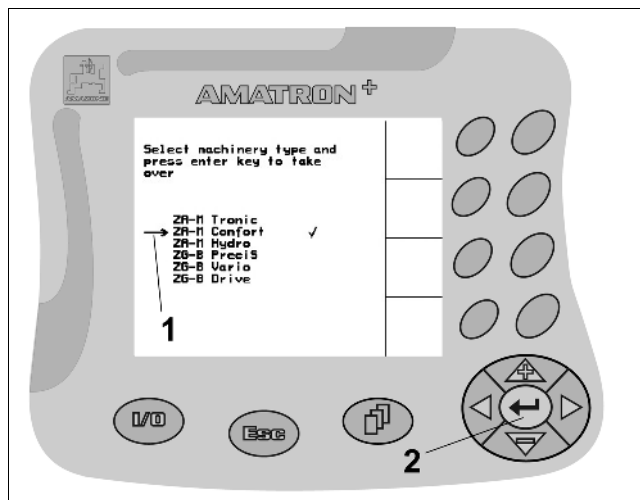 AMAZONE
AMATRON+
Select machinery type and
press enter key to take
over
ZA-M Tronic
ZA-M Confort ✓
ZA-M Hydro
ZG-B PreciS
ZG-B Vario
ZG-B Drive
1
I/O
Esc
2